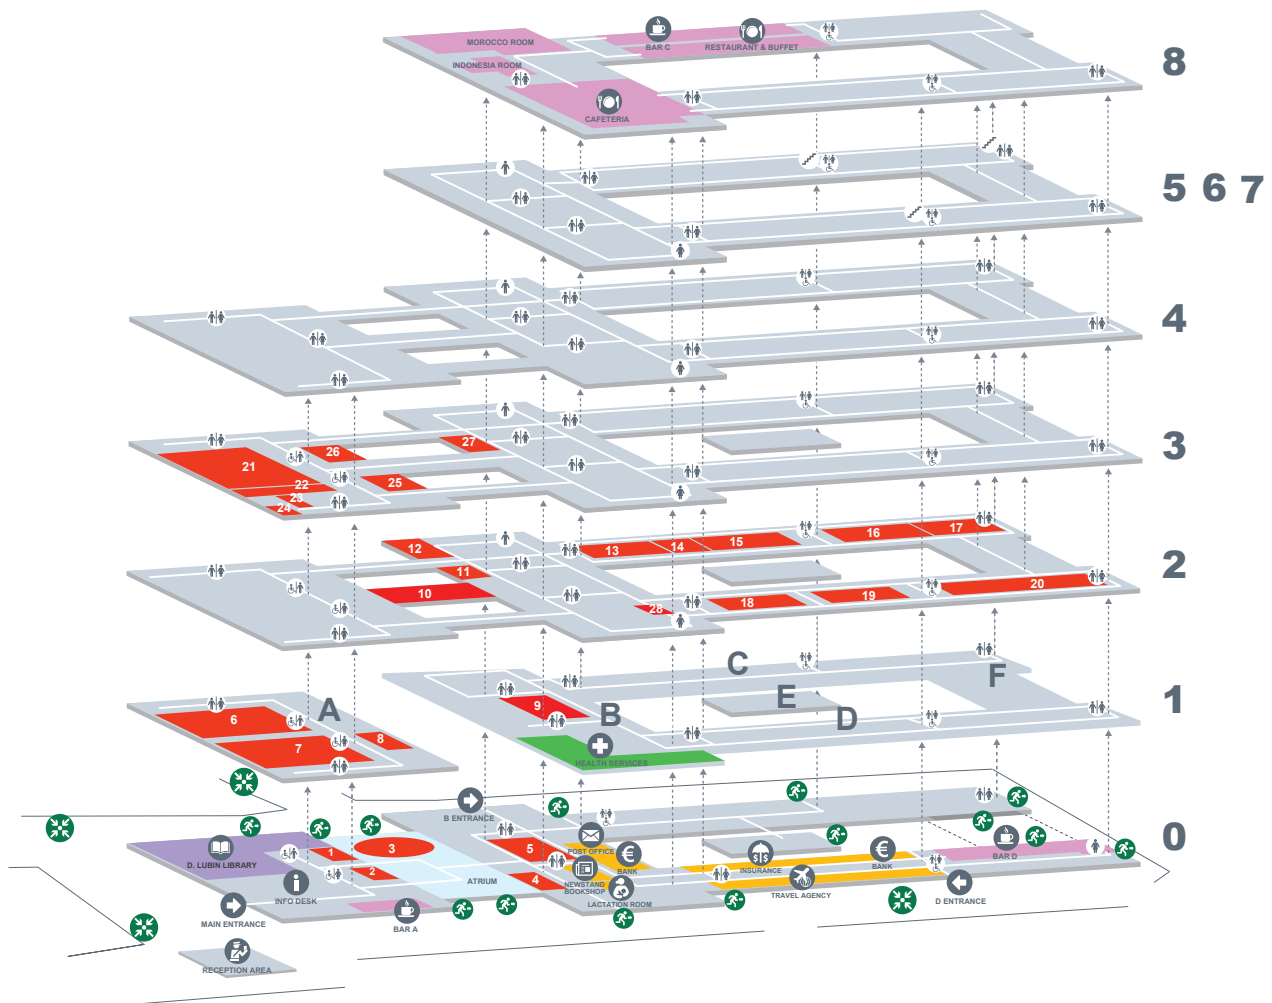 MOROCCO ROOM
BAR C
RESTAURANT & BUFFET
INDONESIA ROOM
CAFETERIA
8
5 6 7
4
3
21
22
23
24
25
26
27
2
10
11
12
13
14
15
16
17
18
19
20
28
1
A
B
C
D
E
F
6
7
8
9
HEALTH SERVICES
0
B ENTRANCE
D. LUBIN LIBRARY
1
2
3
4
5
POST OFFICE
€
BANK
NEWSTAND
BOOKSHOP
LACTATION ROOM
ATRIUM
i
INFO DESK
MAIN ENTRANCE
BAR A
RECEPTION AREA
$|$
INSURANCE
TRAVEL AGENCY
€
BANK
BAR D
D ENTRANCE